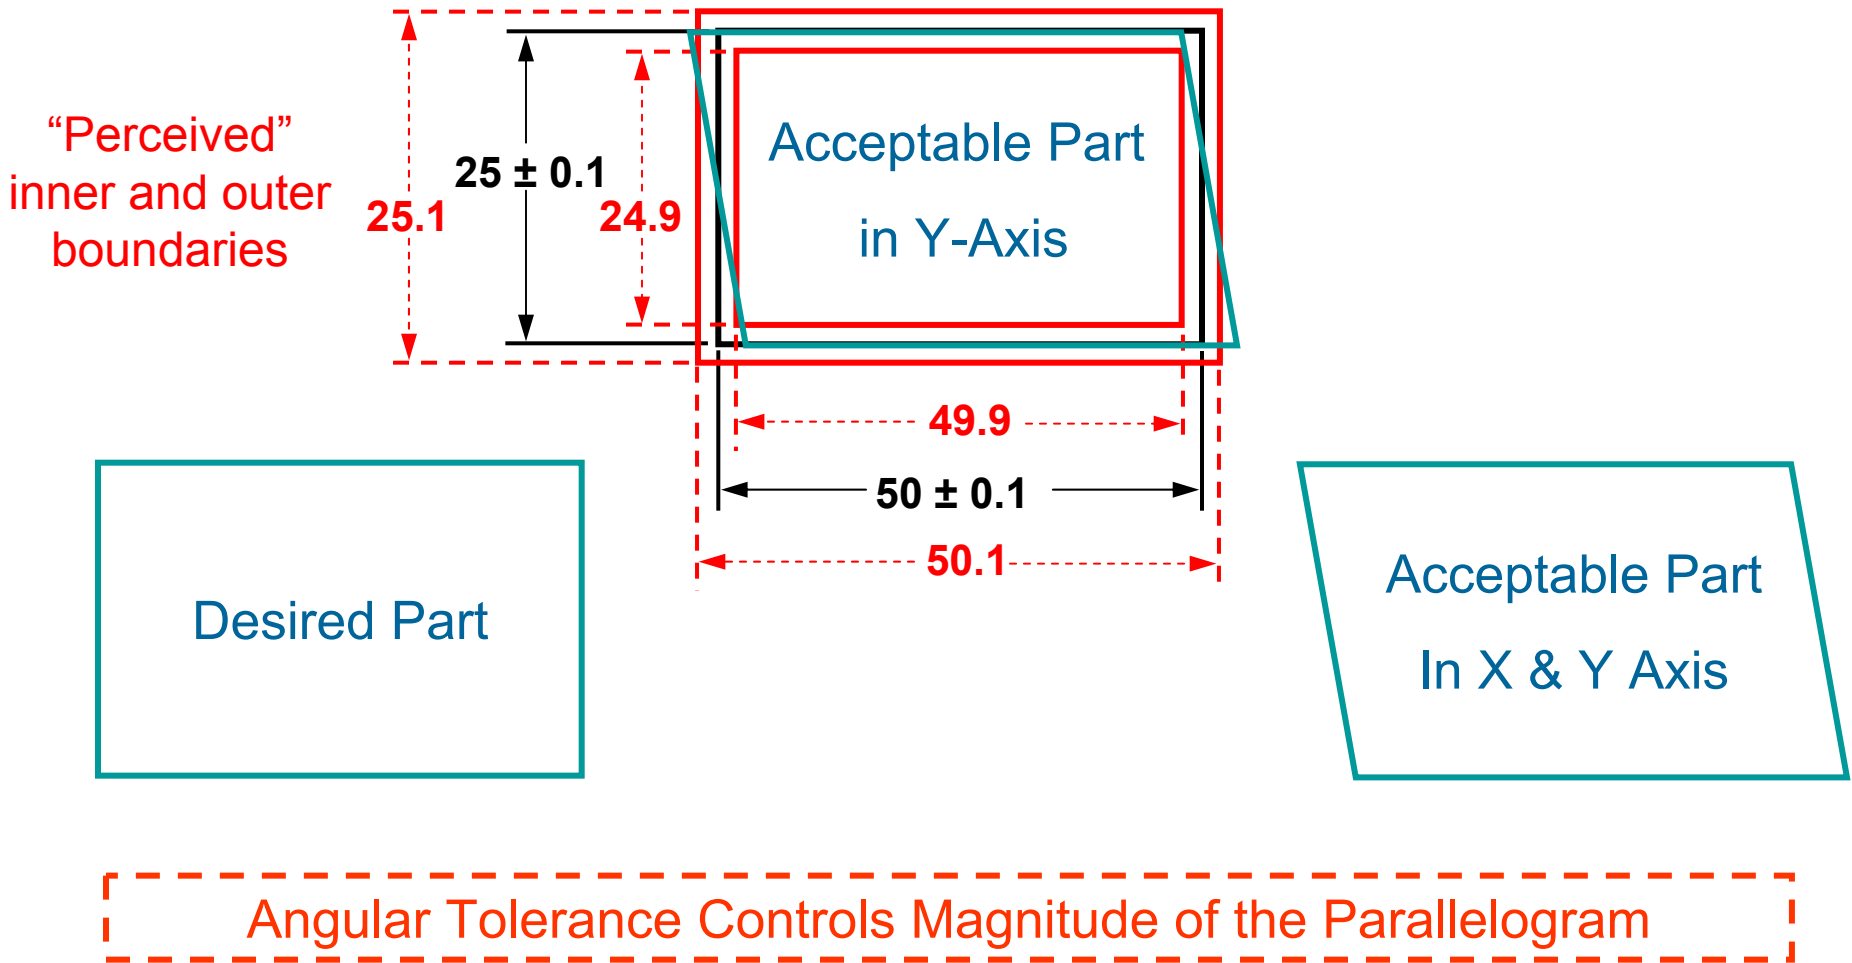 “Perceived”
inner and outer
boundaries
25.1
25 ± 0.1
24.9
Acceptable Part
in Y-Axis
49.9
50 ± 0.1
50.1
Desired Part
Acceptable Part
In X & Y Axis
Angular Tolerance Controls Magnitude of the Parallelogram